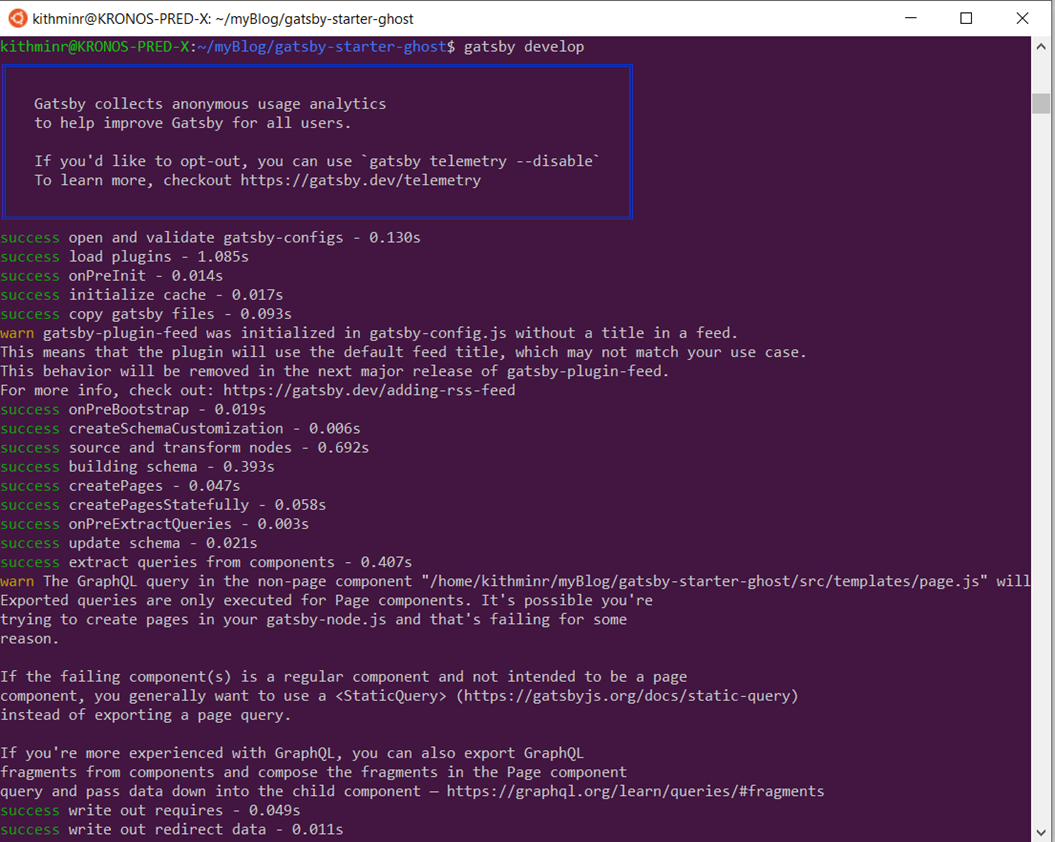 kithminr@KRONOS-PRED-X: ~/myBlog/gatsby-starter-ghost
kithminr@KRONOS-PRED-X:~/myBlog/gatsby-starter-ghost$ gatsby develop
Gatsby collects anonymous usage analytics
to help improve Gatsby for all users.
If you'd like to opt-out, you can use `gatsby telemetry --disable`
To learn more, checkout https://gatsby.dev/telemetry
success open and validate gatsby-configs - 0.130s
success load plugins - 1.085s
success onPreInit - 0.014s
success initialize cache - 0.017s
success copy gatsby files - 0.093s
warn gatsby-plugin-feed was initialized in gatsby-config.js without a title in a feed.
This means that the plugin will use the default feed title, which may not match your use case.
This behavior will be removed in the next major release of gatsby-plugin-feed.
For more info, check out: https://gatsby.dev/adding-rss-feed
success onPreBootstrap - 0.019s
success createSchemaCustomization - 0.006s
success source and transform nodes - 0.692s
success building schema - 0.393s
success createPages - 0.047s
success createPagesStatefully - 0.058s
success onPreExtractQueries - 0.003s
success update schema - 0.021s
success extract queries from components - 0.407s
warn The GraphQL query in the non-page component "/home/kithminr/myBlog/gatsby-starter-ghost/src/templates/page.js" will
Exported queries are only executed for Page components. It's possible you're
trying to create pages in your gatsby-node.js and that's failing for some
reason.
If the failing component(s) is a regular component and not intended to be a page
component, you generally want to use a <StaticQuery> (https://gatsbyjs.org/docs/static-query)
instead of exporting a page query.
If you're more experienced with GraphQL, you can also export GraphQL
fragments from components and compose the fragments in the Page component
query and pass data down into the child component — https://graphql.org/learn/queries/#fragments
success write out requires - 0.049s
success write out redirect data - 0.011s